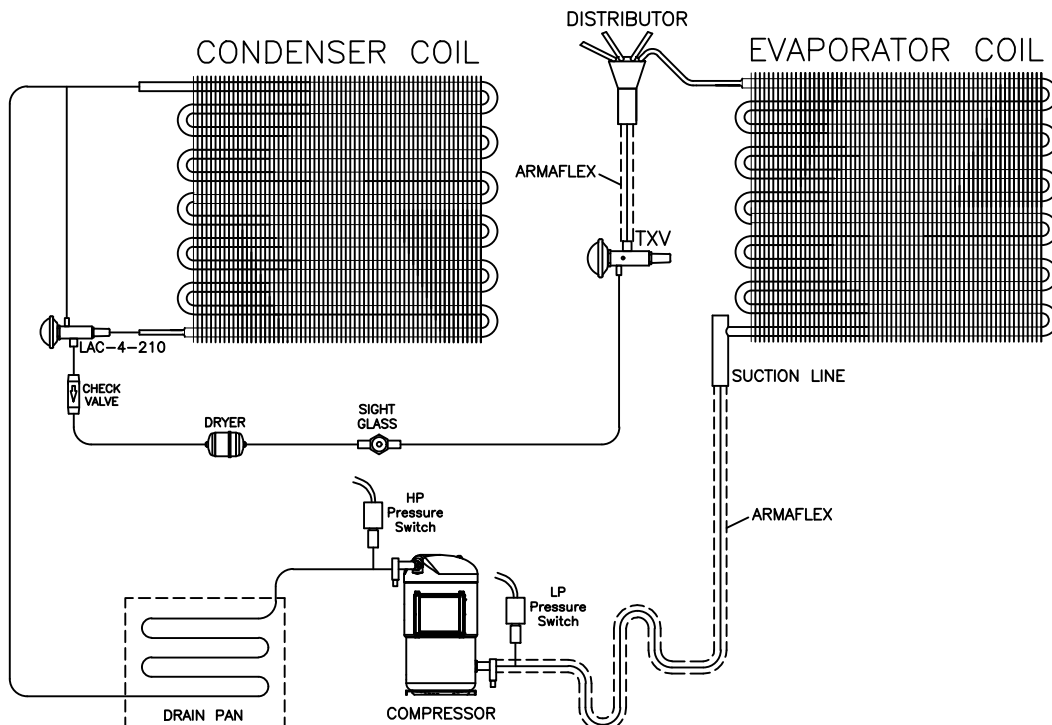 DISTRIBUTOR
CONDENSER COIL
EVAPORATOR COIL
ARMAFLEX
TXV
LAC-4-210
CHECK
VALVE
SUCTION LINE
DRYER
SIGHT
GLASS
HP
Pressure
Switch
ARMAFLEX
LP
Pressure
Switch
DRAIN PAN
COMPRESSOR